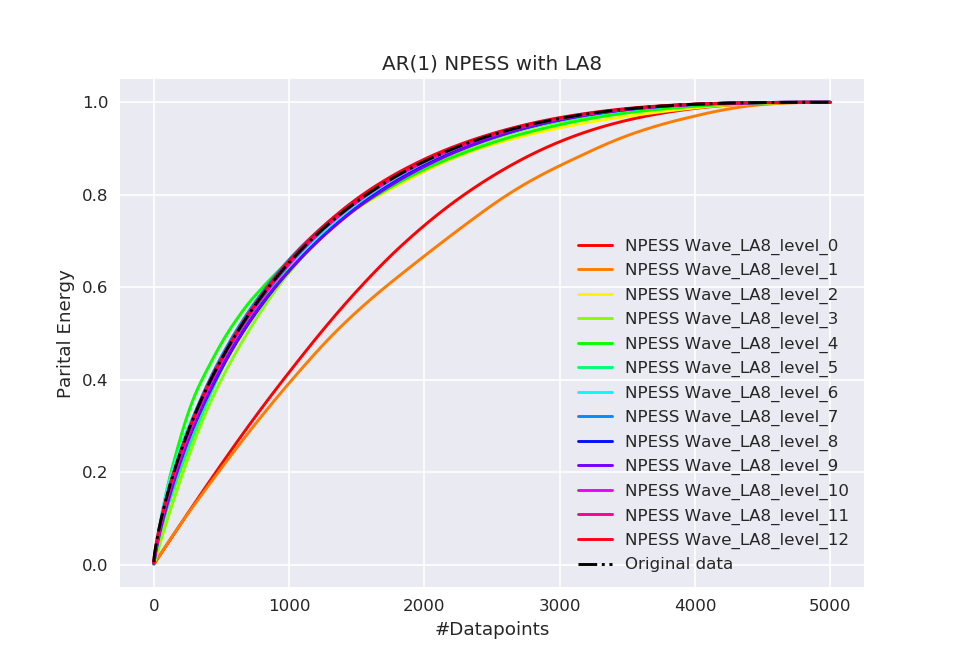 AR(1) NPESS with LA8
1.0
0.8
0.6
0.4
0.2
0.0
Parital Energy
NPESS Wave_LA8_level_0
NPESS Wave_LA8_level_1
NPESS Wave_LA8_level_2
NPESS Wave_LA8_level_3
NPESS Wave_LA8_level_4
NPESS Wave_LA8_level_5
NPESS Wave_LA8_level_6
NPESS Wave_LA8_level_7
NPESS Wave_LA8_level_8
NPESS Wave_LA8_level_9
NPESS Wave_LA8_level_10
NPESS Wave_LA8_level_11
NPESS Wave_LA8_level_12
Original data
0 1000 2000 3000 4000 5000
#Datapoints